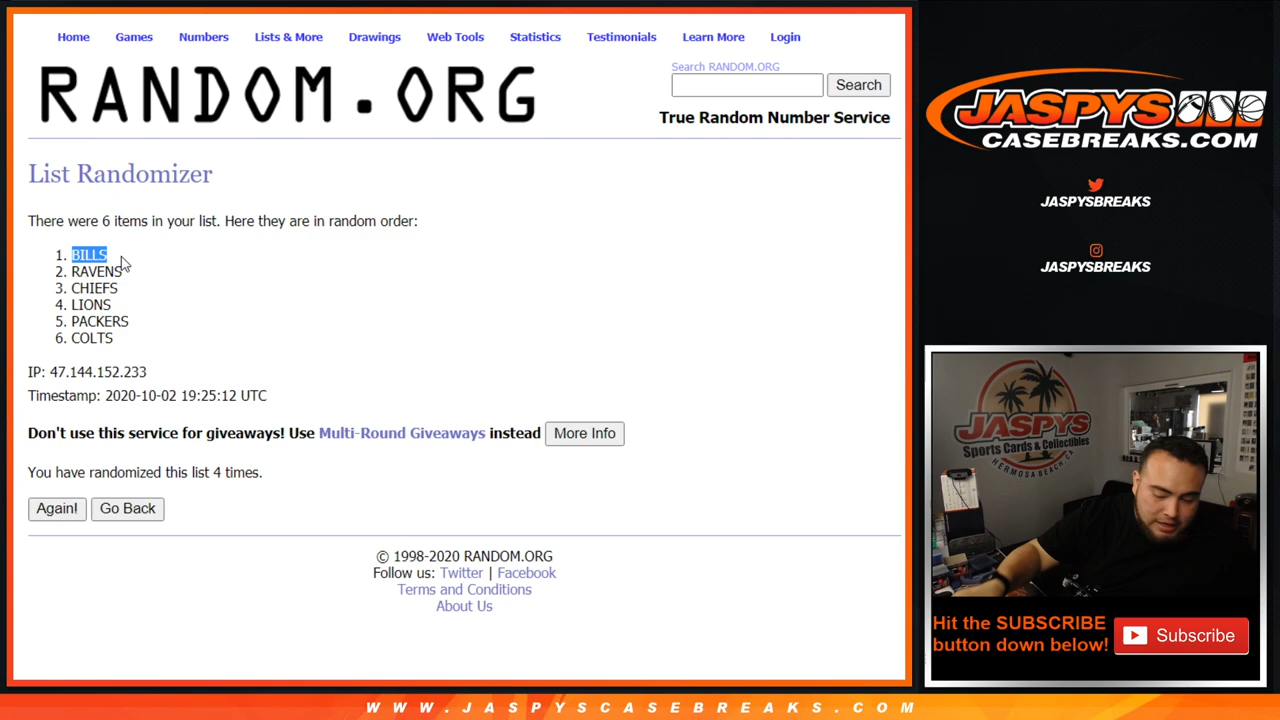 Home Games Numbers Lists & More Drawings Web Tools Statistics Testimonials Learn More Login
RANDOM.ORG
Search RANDOM.ORG
Search
True Random Number Service
List Randomizer
There were 6 items in your list. Here they are in random order:
1. BILLS
2. RAVENS
3. CHIEFS
4. LIONS
5. PACKERS
6. COLTS
IP: 47.144.152.233
Timestamp: 2020-10-02 19:25:12 UTC
Don't use this service for giveaways! Use Multi-Round Giveaways instead More Info
You have randomized this list 4 times.
Again! Go Back
© 1998-2020 RANDOM.ORG
Follow us: Twitter | Facebook
Terms and Conditions
About Us
JASPYS
CASEBREAKS.COM
JASPYSBREAKS
JASPYSBREAKS
JASPYS
Sports Cards & Collectibles
HERMOSA BEACH, CA
Hit the SUBSCRIBE
button down below!
Subscribe
WWW.JASPYSCASEBREAKS.COM